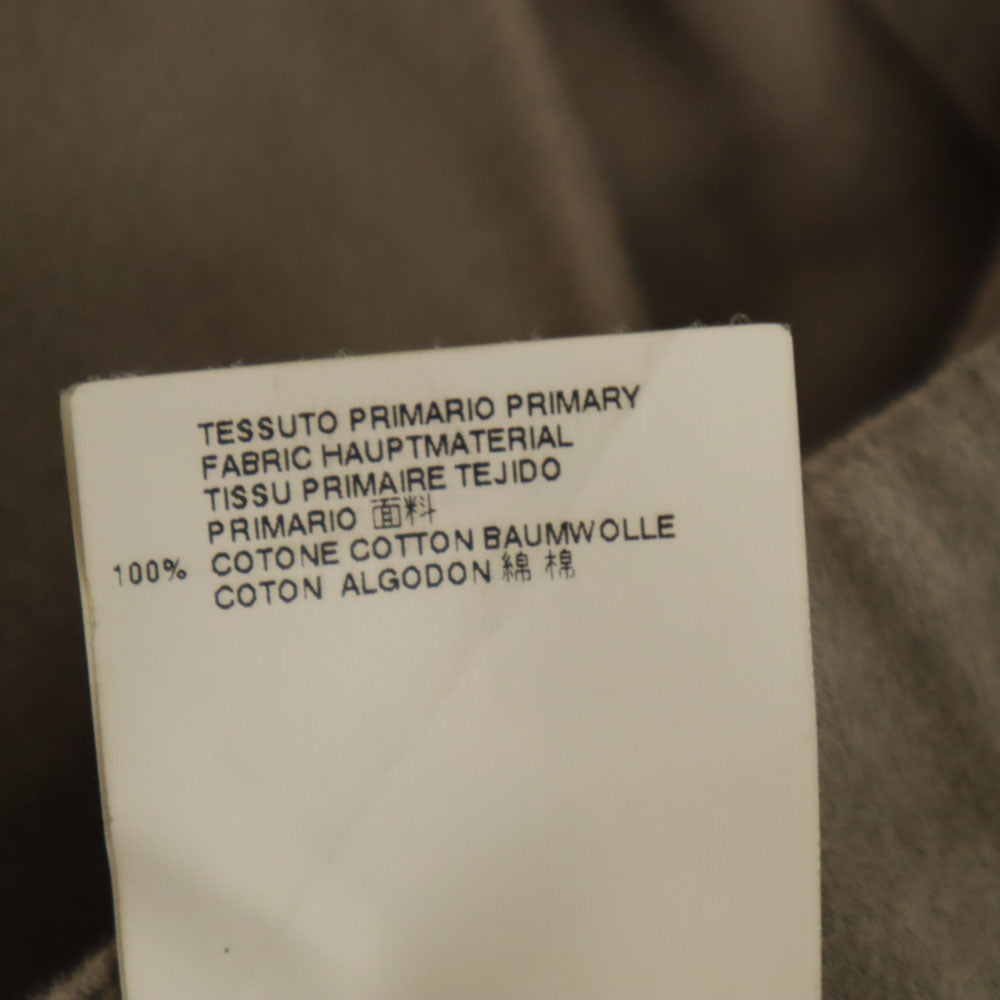 TESSUTO PRIMARIO PRIMARY
FABRIC HAUPTMATERIAL
TISSU PRIMAIRE TEJIDO
PRIMARIO 面料
100% COTONE COTTON BAUMWOLLE
COTON ALGODON 綿 棉